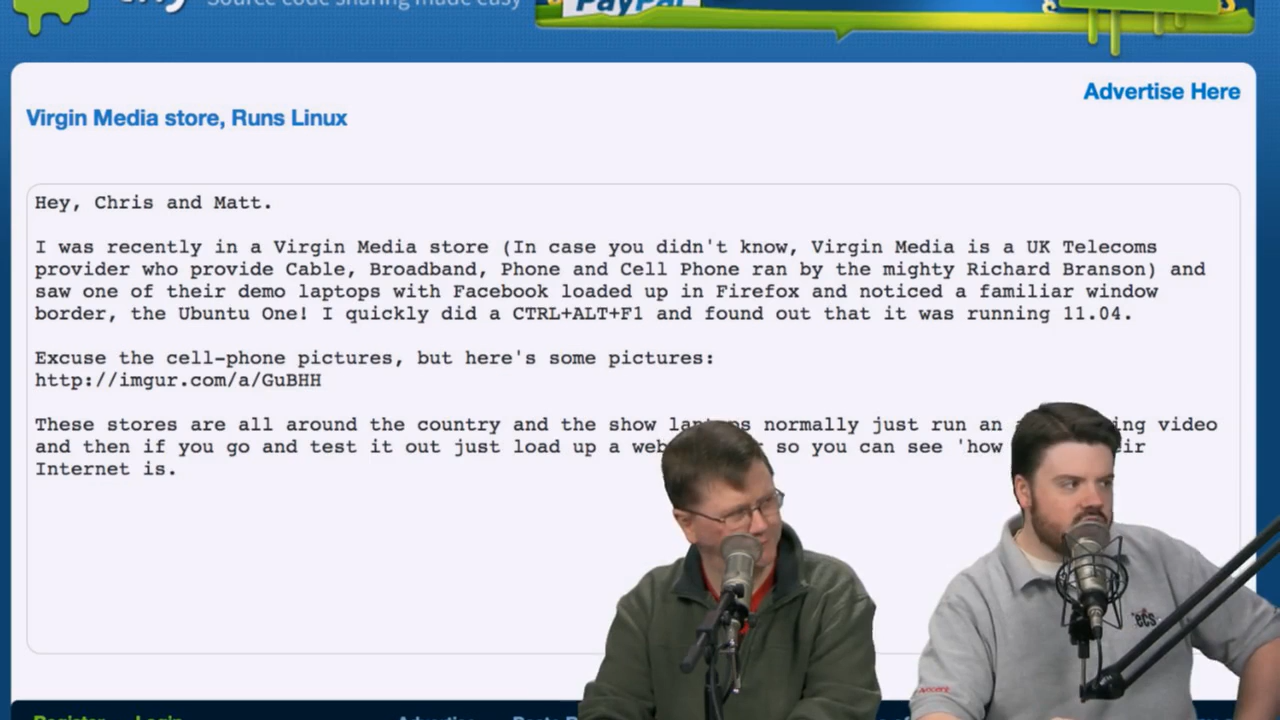 Source code sharing made easy
PayPal
Advertise Here
Virgin Media store, Runs Linux
Hey, Chris and Matt.
I was recently in a Virgin Media store (In case you didn't know, Virgin Media is a UK Telecoms
provider who provide Cable, Broadband, Phone and Cell Phone ran by the mighty Richard Branson) and
saw one of their demo laptops with Facebook loaded up in Firefox and noticed a familiar window
border, the Ubuntu One! I quickly did a CTRL+ALT+F1 and found out that it was running 11.04.
Excuse the cell-phone pictures, but here's some pictures:
http://imgur.com/a/GuBHH
These stores are all around the country and the show laptops normally just run an video
and then if you go and test it out just load up a web so you can see 'how their
Internet is.
ecs
Accent
Register Login Advertise